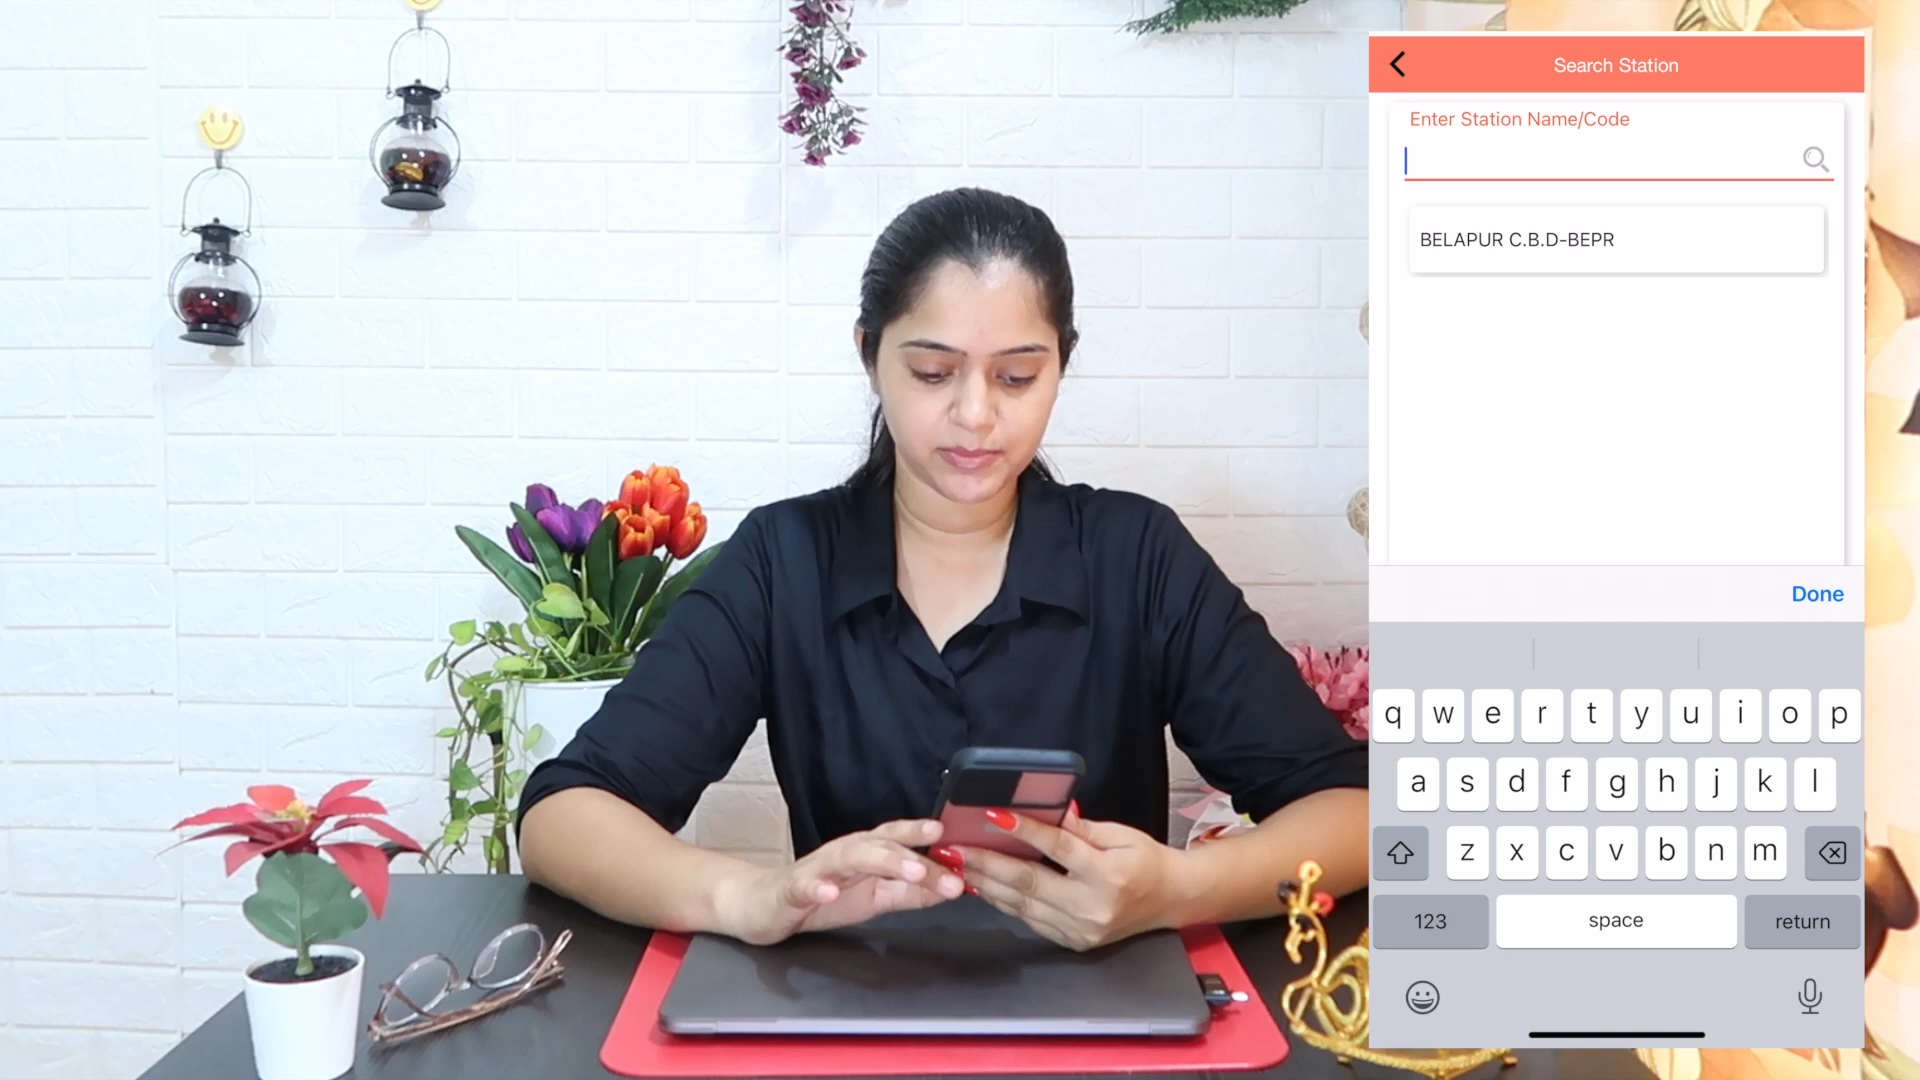 Search Station
Enter Station Name/Code
BELAPUR C.B.D-BEPR
Done
q w e r t y u i o p
a s d f g h j k l
z x c v b n m
123 space return